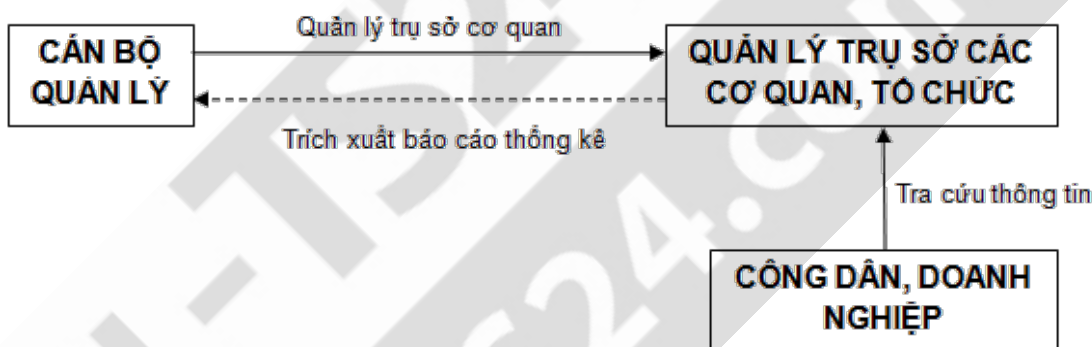 Quản lý trụ sở cơ quan
CÁN BỘ
QUẢN LÝ
QUẢN LÝ TRỤ SỞ CÁC
CƠ QUAN, TỔ CHỨC
Trích xuất báo cáo thống kê
Tra cứu thông tin
CÔNG DÂN, DOANH
NGHIỆP